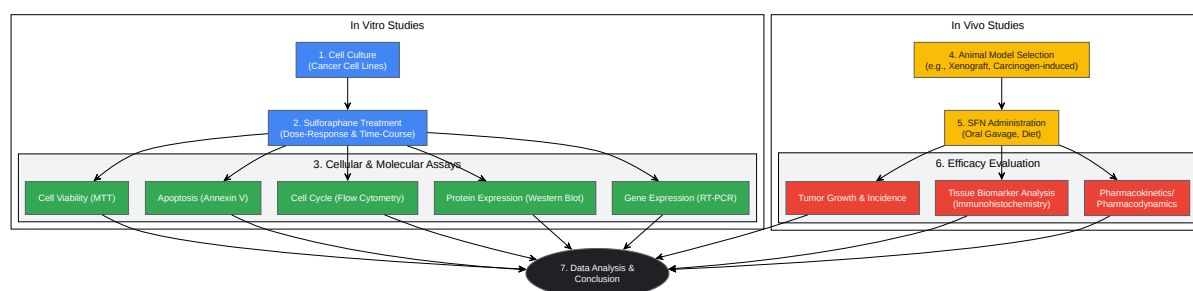 In Vitro Studies
1. Cell Culture
(Cancer Cell Lines)
2. Sulforaphane Treatment
(Dose-Response & Time-Course)
3. Cellular & Molecular Assays
Cell Viability (MTT)
Apoptosis (Annexin V)
Cell Cycle (Flow Cytometry)
Protein Expression (Western Blot)
Gene Expression (RT-PCR)
In Vivo Studies
4. Animal Model Selection
(e.g., Xenograft, Carcinogen-induced)
5. SFN Administration
(Oral Gavage, Diet)
6. Efficacy Evaluation
Tumor Growth & Incidence
Tissue Biomarker Analysis
(Immunohistochemistry)
Pharmacokinetics/
Pharmacodynamics
7. Data Analysis &
Conclusion